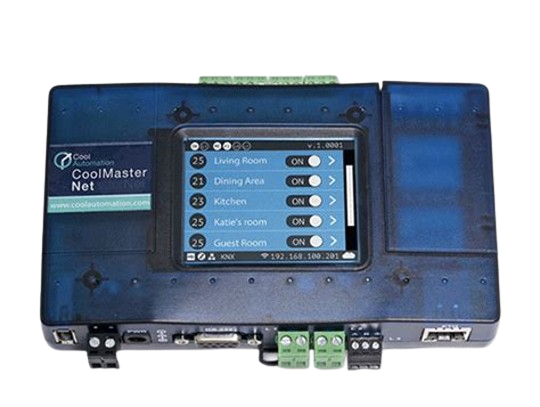 Cool
Automation
CoolMaster
Net
www.coolautomation.com
v.1.0001
25 Living Room ON
21 Dining Area ON
23 Kitchen ON
25 Katie's room ON
25 Guest Room ON
KNX 192.168.100.201
PWR